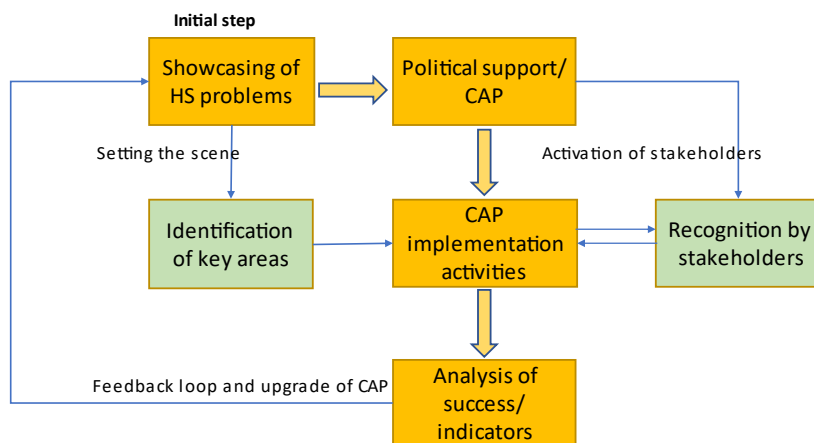 Initial step
Showcasing of
HS problems
Political support/
CAP
Setting the scene
Activation of stakeholders
Identification
of key areas
CAP
implementation
activities
Recognition by
stakeholders
Feedback loop and upgrade of CAP
Analysis of
success/
indicators